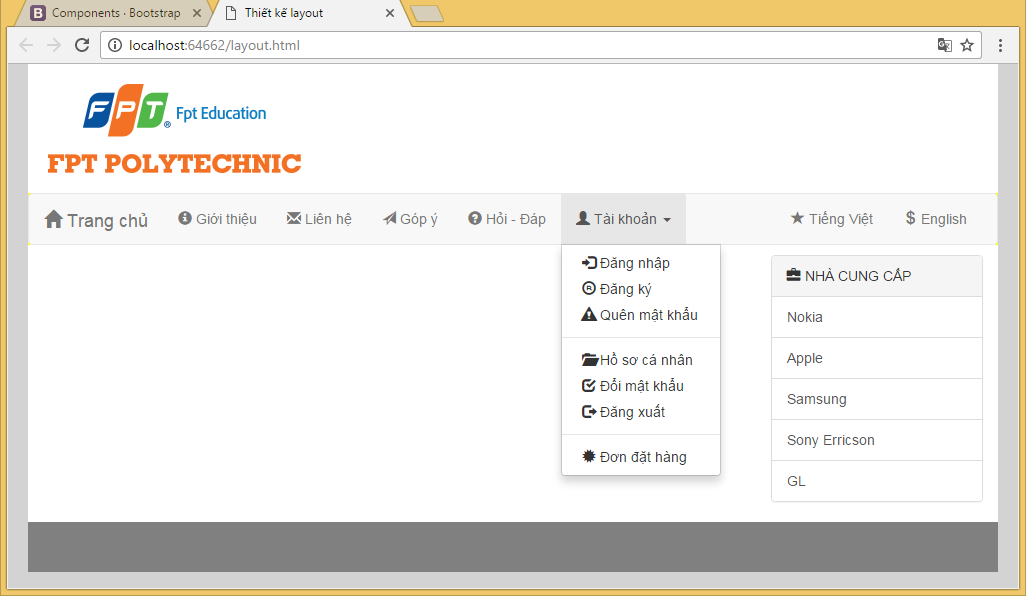 Components · Bootstrap
Thiết kế layout
localhost:64662/layout.html
FPT® Fpt Education
FPT POLYTECHNIC
Trang chủ Giới thiệu Liên hệ Góp ý Hỏi - Đáp Tài khoản Tiếng Việt $ English
Đăng nhập
Đăng ký
Quên mật khẩu
Hồ sơ cá nhân
Đổi mật khẩu
Đăng xuất
Đơn đặt hàng
NHÀ CUNG CẤP
Nokia
Apple
Samsung
Sony Erricson
GL